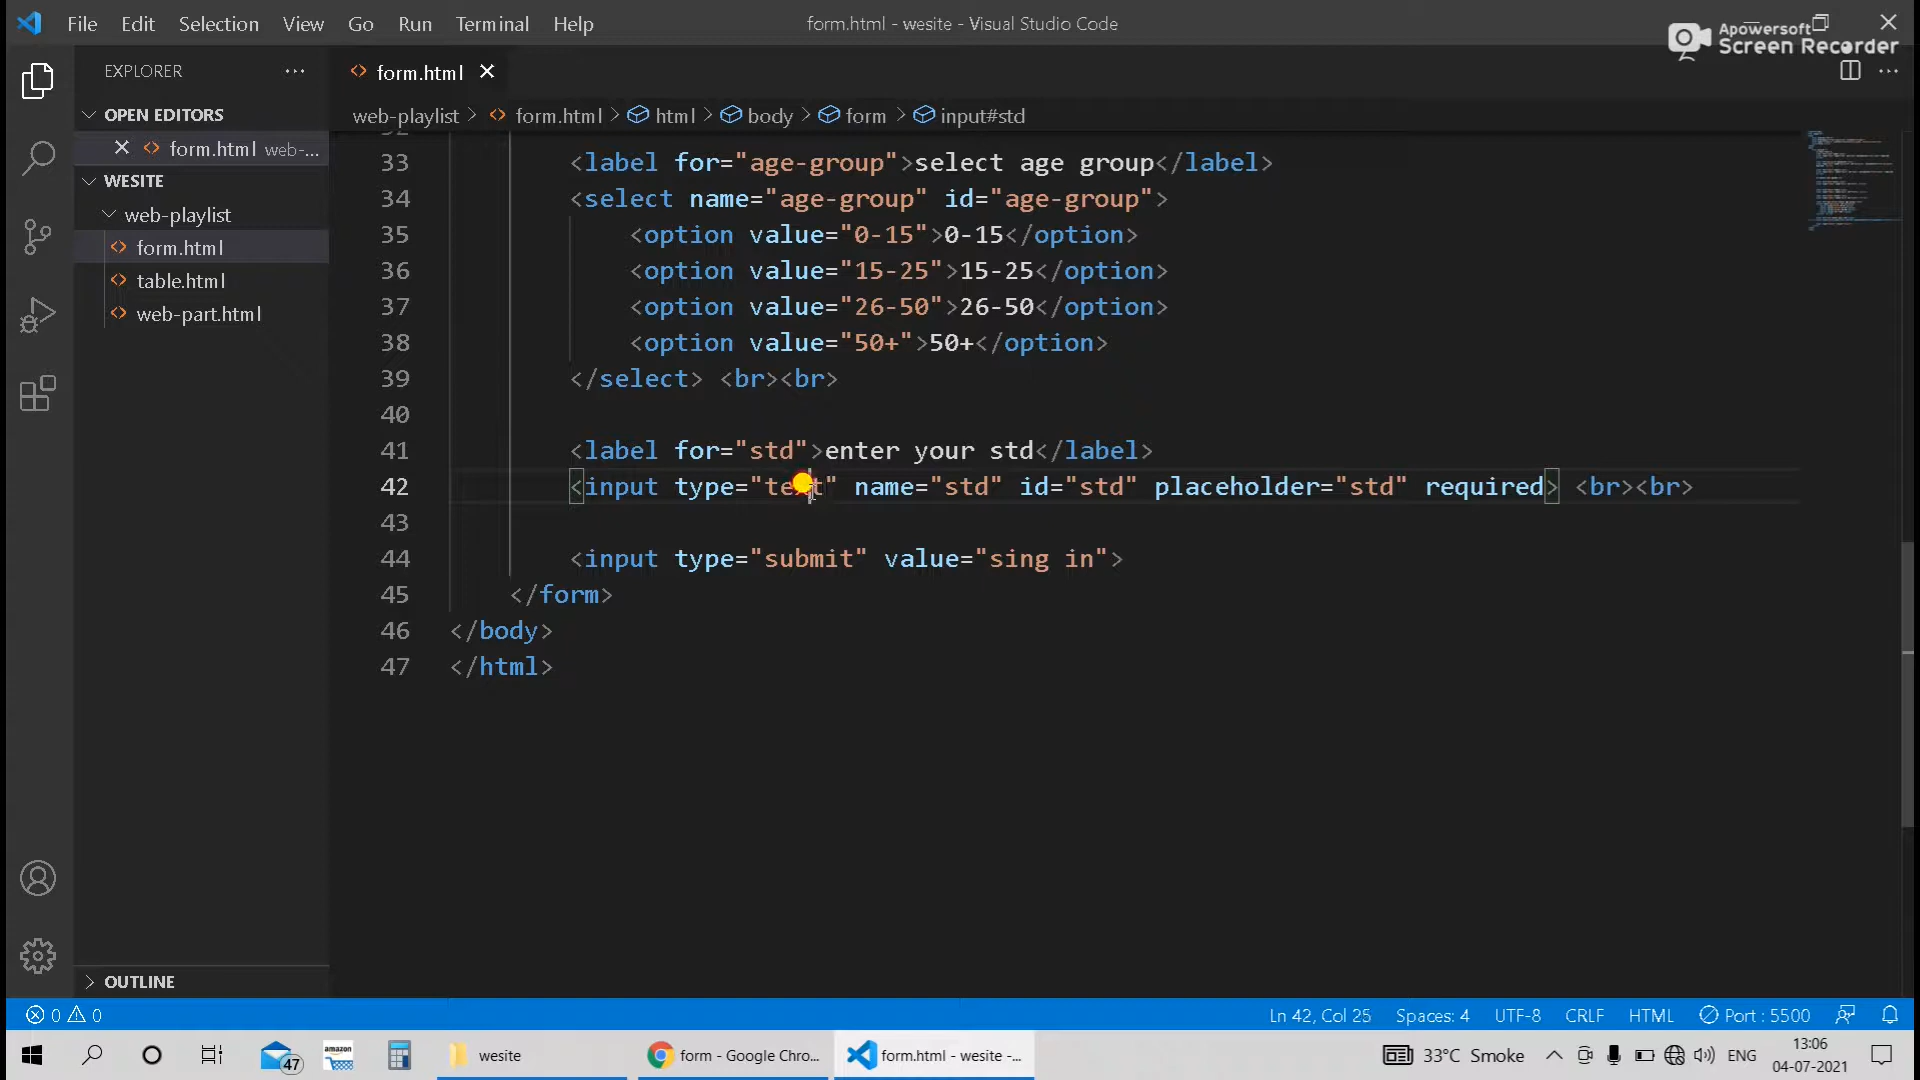 File Edit Selection View Go Run Terminal Help
form.html - wesite - Visual Studio Code
Apowersoft
Screen Recorder
EXPLORER
form.html
OPEN EDITORS
form.html web-...
WESITE
web-playlist
form.html
table.html
web-part.html
OUTLINE
web-playlist > form.html > html > body > form > input#std
33 <label for="age-group">select age group</label>
34 <select name="age-group" id="age-group">
35 <option value="0-15">0-15</option>
36 <option value="15-25">15-25</option>
37 <option value="26-50">26-50</option>
38 <option value="50+">50+</option>
39 </select> <br><br>
40
41 <label for="std">enter your std</label>
42 <input type="text" name="std" id="std" placeholder="std" required> <br><br>
43
44 <input type="submit" value="sing in">
45 </form>
46 </body>
47 </html>
0 0
Ln 42, Col 25 Spaces: 4 UTF-8 CRLF HTML Port : 5500
47
amazon
wesite
form - Google Chro...
form.html - wesite -...
33°C Smoke
ENG
13:06
04-07-2021